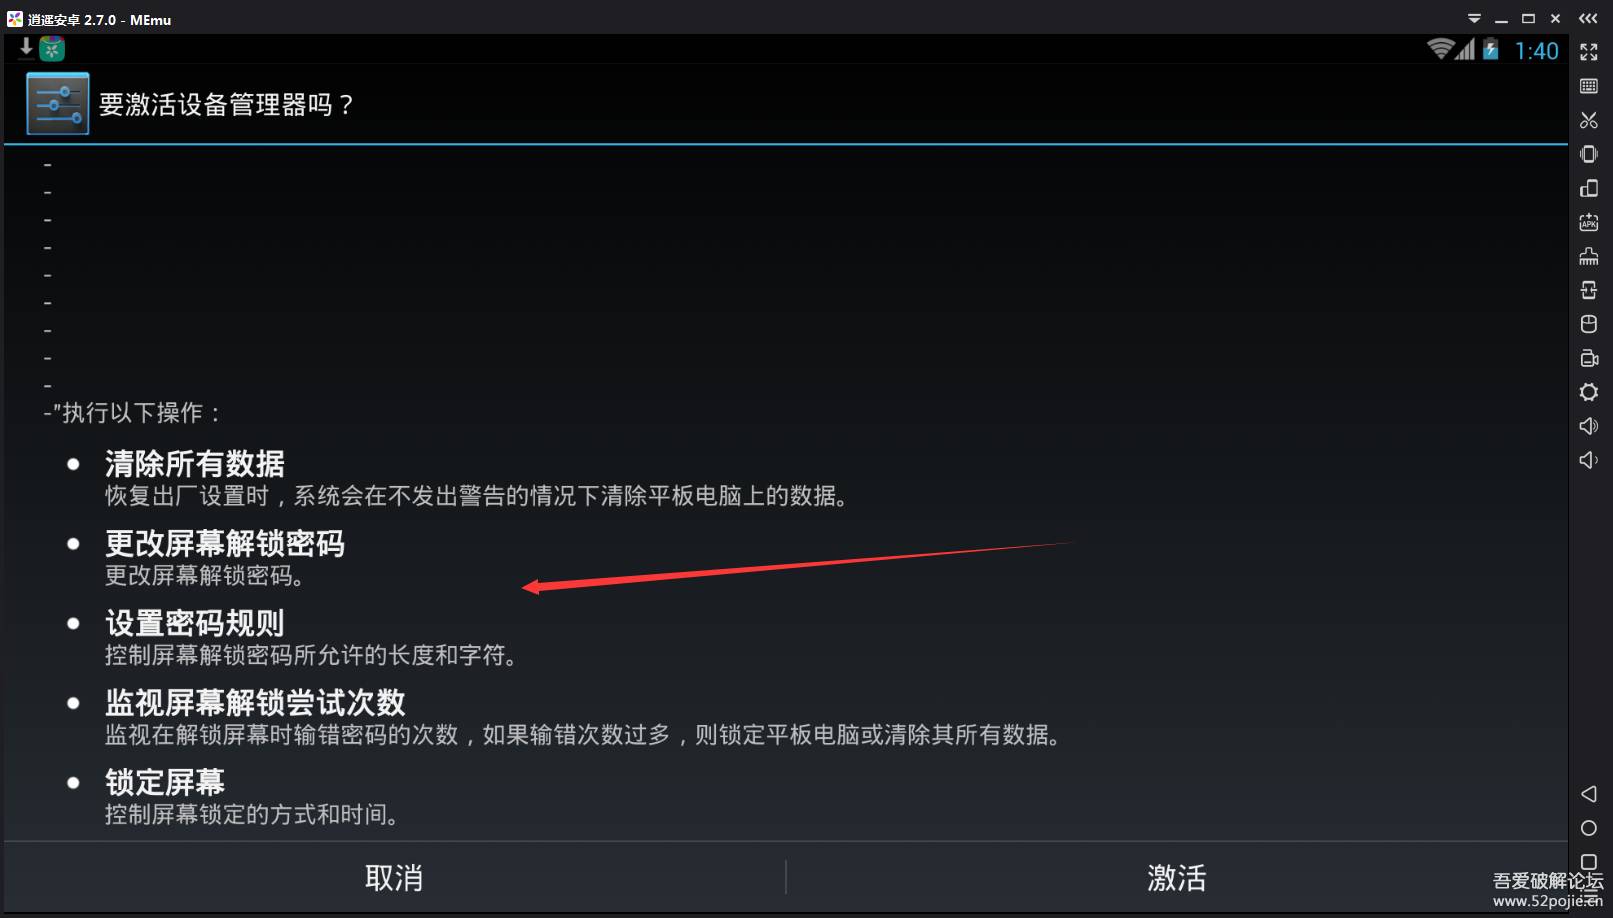 逍遥安卓 2.7.0 - MEmu
1:40
要激活设备管理器吗？
-
-
-
-
-
-
-
-
-
-"执行以下操作：
清除所有数据
恢复出厂设置时，系统会在不发出警告的情况下清除平板电脑上的数据。
更改屏幕解锁密码
更改屏幕解锁密码。
设置密码规则
控制屏幕解锁密码所允许的长度和字符。
监视屏幕解锁尝试次数
监视在解锁屏幕时输错密码的次数，如果输错次数过多，则锁定平板电脑或清除其所有数据。
锁定屏幕
控制屏幕锁定的方式和时间。
取消
激活
APK
吾爱破解论坛
www.52pojie.cn